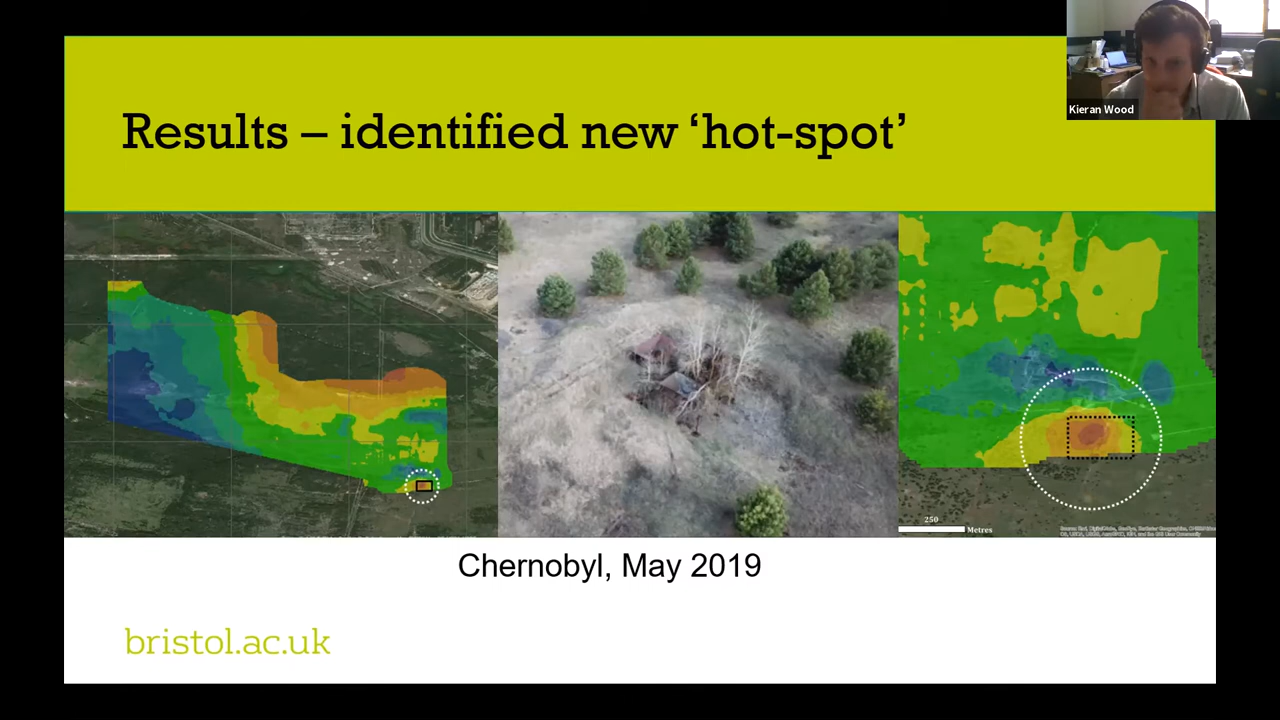 Kieran Wood
Results – identified new ‘hot-spot’
250
Metres
Chernobyl, May 2019
bristol.ac.uk